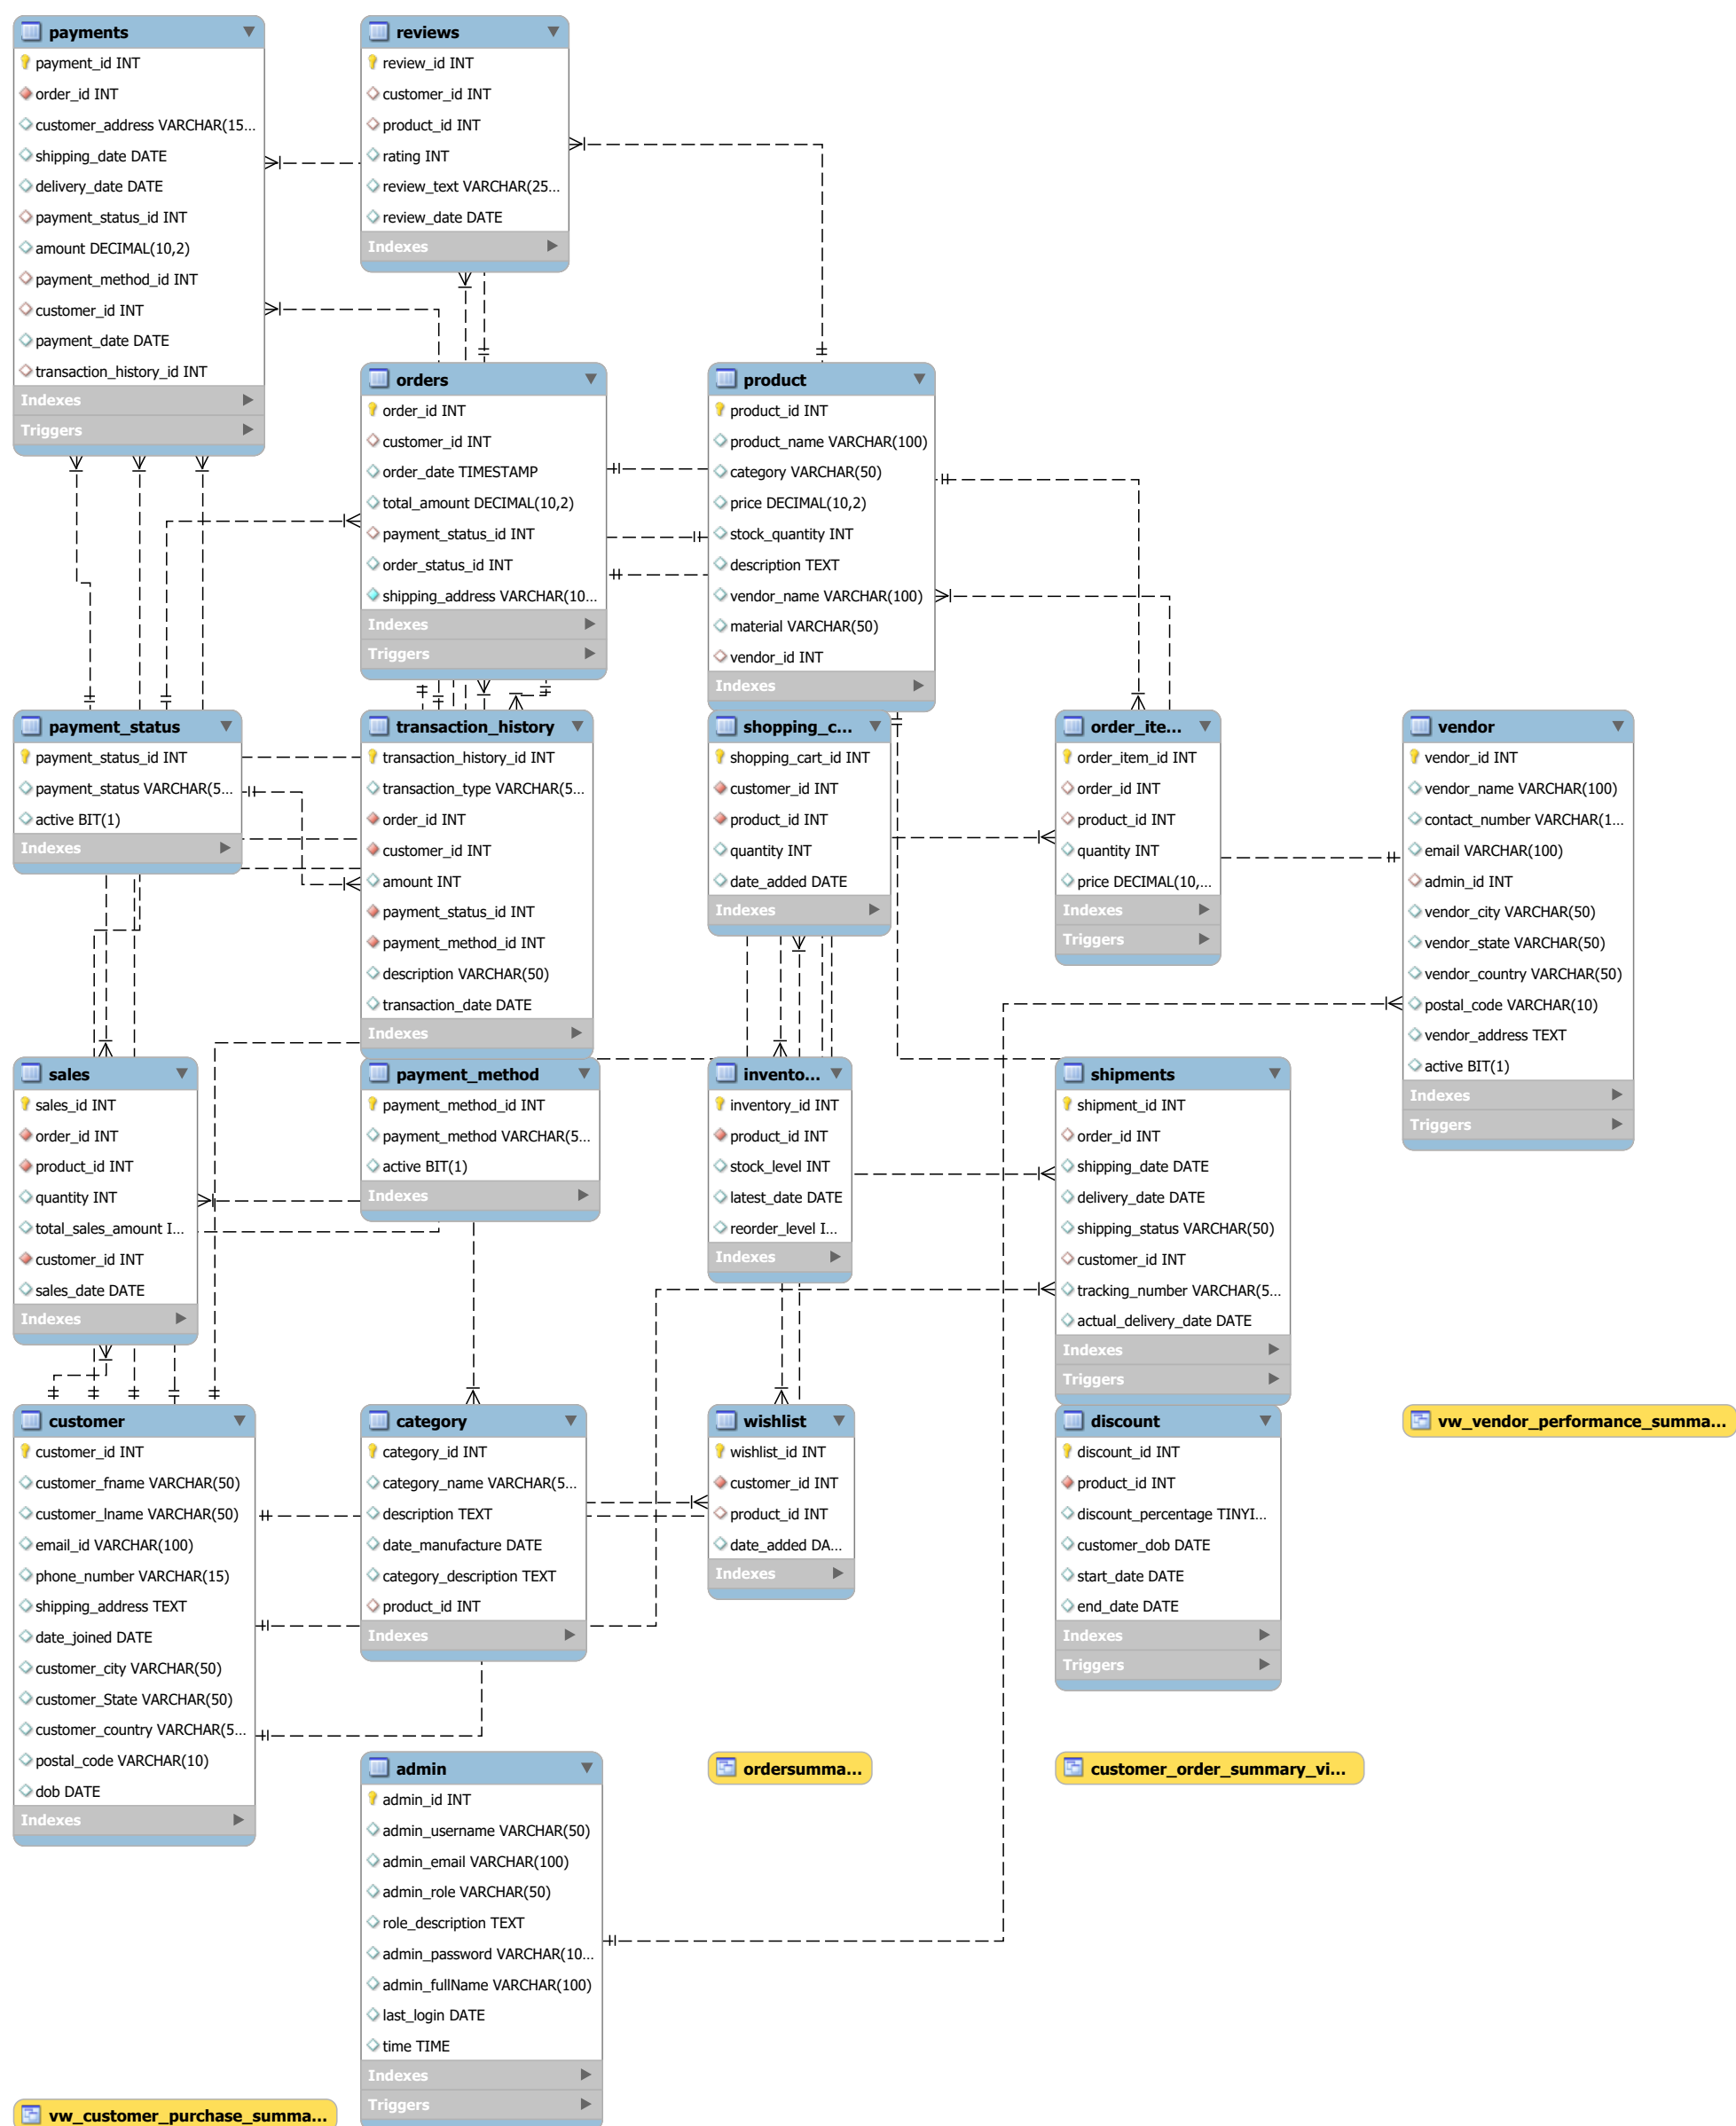 payments
payment_id INT
order_id INT
customer_address VARCHAR(15...
shipping_date DATE
delivery_date DATE
payment_status_id INT
amount DECIMAL(10,2)
payment_method_id INT
customer_id INT
payment_date DATE
transaction_history_id INT
Indexes
Triggers
reviews
review_id INT
customer_id INT
product_id INT
rating INT
review_text VARCHAR(25...
review_date DATE
Indexes
orders
order_id INT
customer_id INT
order_date TIMESTAMP
total_amount DECIMAL(10,2)
payment_status_id INT
order_status_id INT
shipping_address VARCHAR(10...
Indexes
Triggers
product
product_id INT
product_name VARCHAR(100)
category VARCHAR(50)
price DECIMAL(10,2)
stock_quantity INT
description TEXT
vendor_name VARCHAR(100)
material VARCHAR(50)
vendor_id INT
Indexes
payment_status
payment_status_id INT
payment_status VARCHAR(5...
active BIT(1)
Indexes
transaction_history
transaction_history_id INT
transaction_type VARCHAR(5...
order_id INT
customer_id INT
amount INT
payment_status_id INT
payment_method_id INT
description VARCHAR(50)
transaction_date DATE
Indexes
shopping_c...
shopping_cart_id INT
customer_id INT
product_id INT
quantity INT
date_added DATE
Indexes
order_ite...
order_item_id INT
order_id INT
product_id INT
quantity INT
price DECIMAL(10,...
Indexes
Triggers
vendor
vendor_id INT
vendor_name VARCHAR(100)
contact_number VARCHAR(1...
email VARCHAR(100)
admin_id INT
vendor_city VARCHAR(50)
vendor_state VARCHAR(50)
vendor_country VARCHAR(50)
postal_code VARCHAR(10)
vendor_address TEXT
active BIT(1)
Indexes
Triggers
sales
sales_id INT
order_id INT
product_id INT
quantity INT
total_sales_amount I...
customer_id INT
sales_date DATE
Indexes
payment_method
payment_method_id INT
payment_method VARCHAR(5...
active BIT(1)
Indexes
invento...
inventory_id INT
product_id INT
stock_level INT
latest_date DATE
reorder_level I...
Indexes
shipments
shipment_id INT
order_id INT
shipping_date DATE
delivery_date DATE
shipping_status VARCHAR(50)
customer_id INT
tracking_number VARCHAR(5...
actual_delivery_date DATE
Indexes
Triggers
customer
customer_id INT
customer_fname VARCHAR(50)
customer_lname VARCHAR(50)
email_id VARCHAR(100)
phone_number VARCHAR(15)
shipping_address TEXT
date_joined DATE
customer_city VARCHAR(50)
customer_State VARCHAR(50)
customer_country VARCHAR(5...
postal_code VARCHAR(10)
dob DATE
Indexes
category
category_id INT
category_name VARCHAR(5...
description TEXT
date_manufacture DATE
category_description TEXT
product_id INT
Indexes
wishlist
wishlist_id INT
customer_id INT
product_id INT
date_added DA...
Indexes
discount
discount_id INT
product_id INT
discount_percentage TINYI...
customer_dob DATE
start_date DATE
end_date DATE
Indexes
Triggers
vw_vendor_performance_summa...
admin
admin_id INT
admin_username VARCHAR(50)
admin_email VARCHAR(100)
admin_role VARCHAR(50)
role_description TEXT
admin_password VARCHAR(10...
admin_fullName VARCHAR(100)
last_login DATE
time TIME
Indexes
Triggers
ordersumma...
customer_order_summary_vi...
vw_customer_purchase_summa...